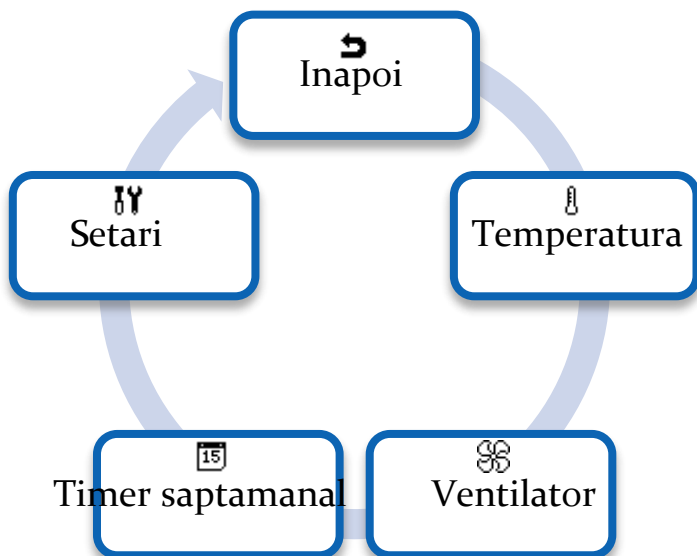 Inapoi
Temperatura
Ventilator
15
Timer saptamanal
Setari